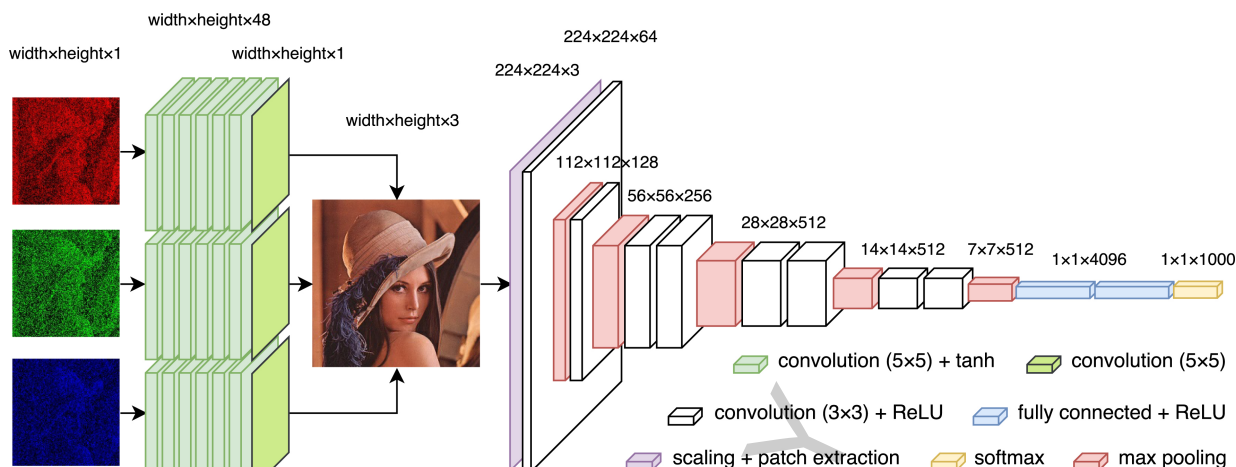 width×height×48
width×height×1
width×height×1
224×224×64
224×224×3
width×height×3
112×112×128
56×56×256
28×28×512
14×14×512
7×7×512
1×1×4096
1×1×1000
convolution (5×5) + tanh
convolution (5×5)
convolution (3×3) + ReLU
fully connected + ReLU
scaling + patch extraction
softmax
max pooling